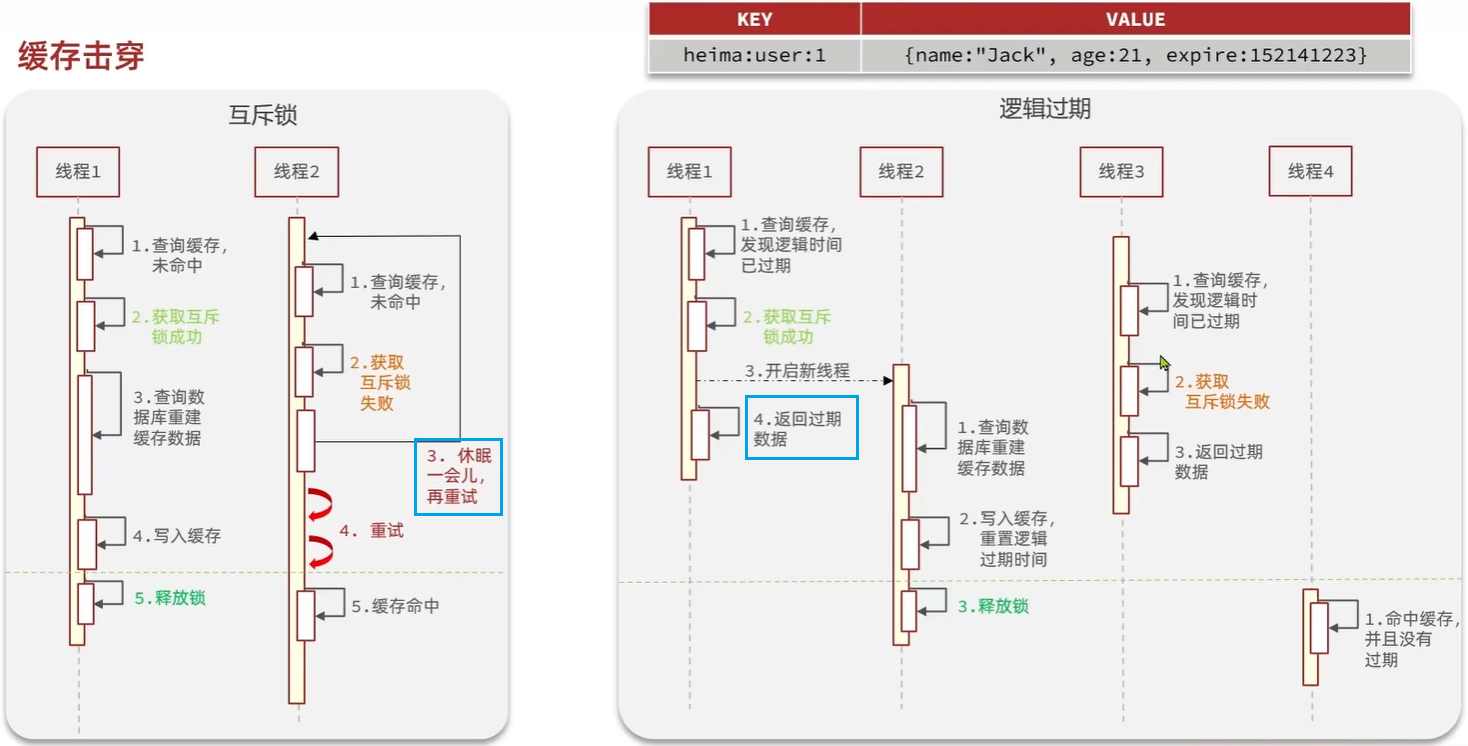 缓存击穿
KEY VALUE
heima:user:1 {name:"Jack", age:21, expire:152141223}
互斥锁
线程1
1.查询缓存,
未命中
2.获取互斥
锁成功
3.查询数
据库重建
缓存数据
4.写入缓存
5.释放锁
线程2
1.查询缓存,
未命中
2.获取
互斥锁
失败
3. 休眠
一会儿,
再重试
4. 重试
5.缓存命中
逻辑过期
线程1
1.查询缓存,
发现逻辑时间
已过期
2.获取互斥
锁成功
3.开启新线程
4.返回过期
数据
线程2
1.查询数
据库重建
缓存数据
2.写入缓存,
重置逻辑
过期时间
3.释放锁
线程3
1.查询缓存,
发现逻辑时
间已过期
2.获取
互斥锁失败
3.返回过期
数据
线程4
1.命中缓存,
并且没有
过期